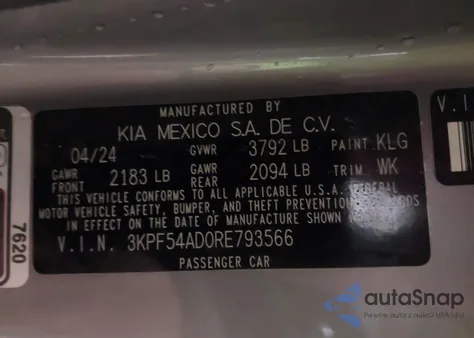 MANUFACTURED BY
KIA MEXICO S.A. DE C.V.
04/24 GVWR 3792 LB PAINT KLG
GAWR FRONT 2183 LB GAWR REAR 2094 LB TRIM WK
THIS VEHICLE CONFORMS TO ALL APPLICABLE U.S.A. FEDERAL
MOTOR VEHICLE SAFETY, BUMPER, AND THEFT PREVENTION
IN EFFECT ON THE DATE OF MANUFACTURE SHOWN
V.I.N. 3KPF54AD0RE793566
PASSENGER CAR
7620
V.I
autoSnap